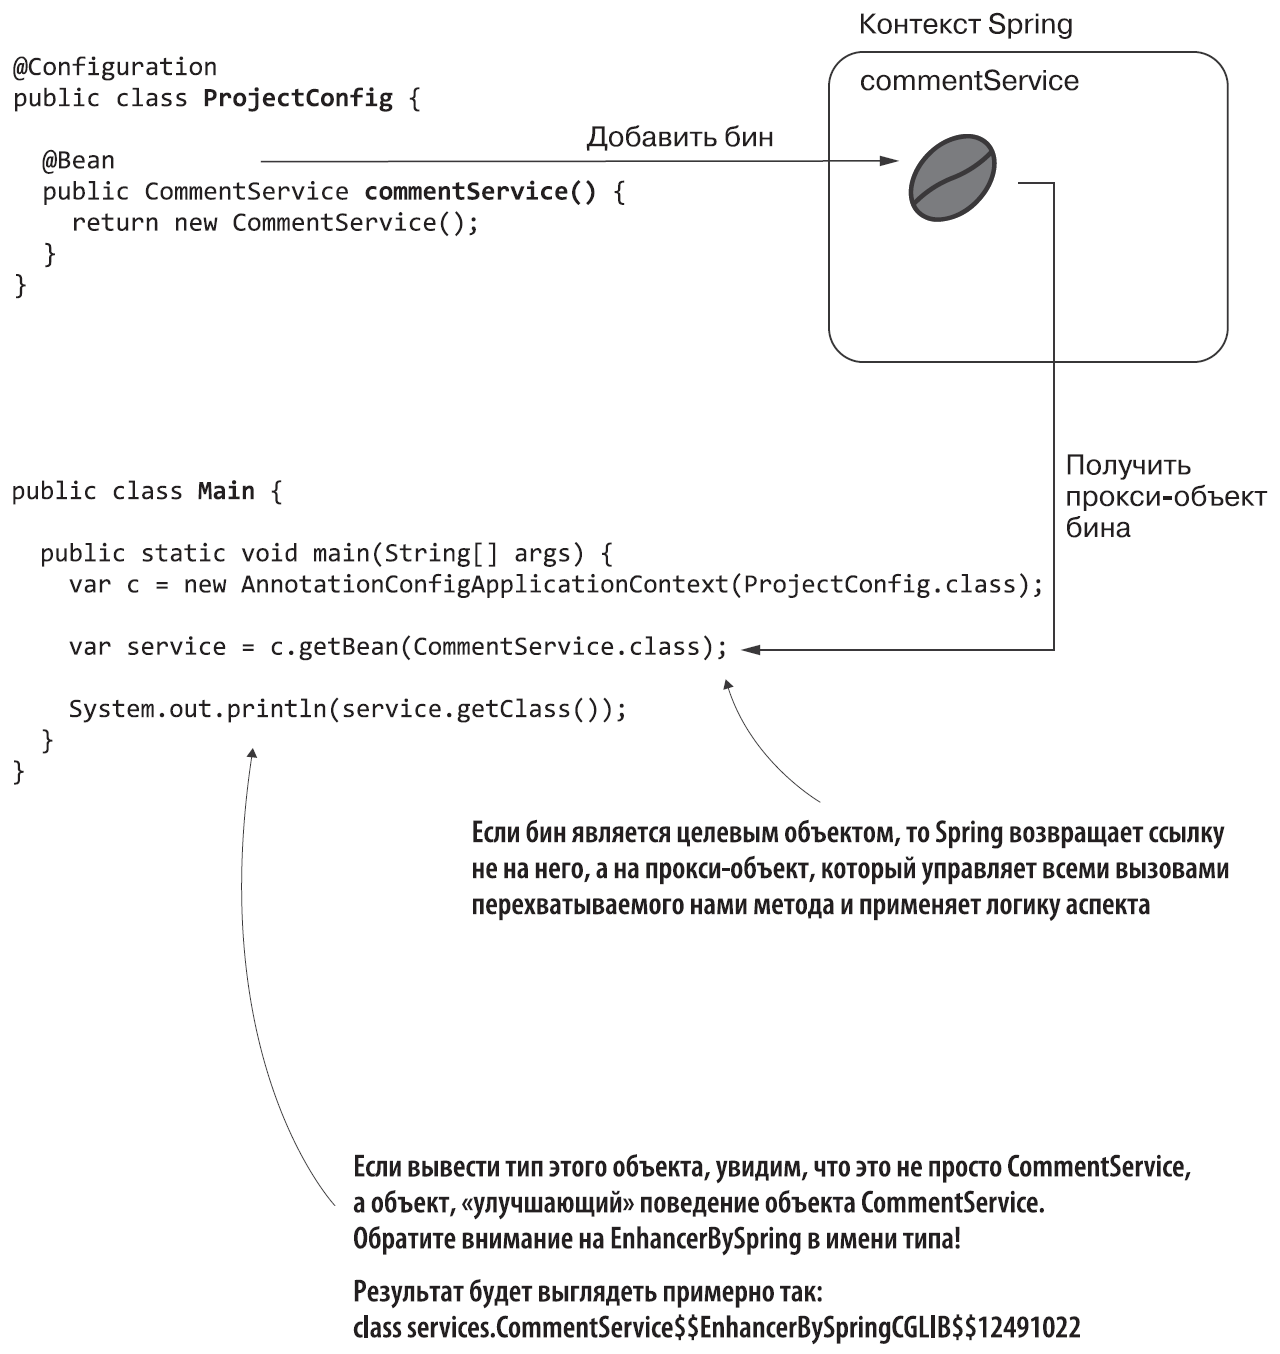 Контекст Spring
@Configuration
public class ProjectConfig {
commentService
Добавить бин
@Bean
public CommentService commentService() {
return new CommentService();
}
}
Получить
прокси-объект
бина
public class Main {
public static void main(String[] args) {
var c = new AnnotationConfigApplicationContext(ProjectConfig.class);
var service = c.getBean(CommentService.class);
System.out.println(service.getClass());
}
}
Если бин является целевым объектом, то Spring возвращает ссылку
не на него, а на прокси-объект, который управляет всеми вызовами
перехватываемого нами метода и применяет логику аспекта
Если вывести тип этого объекта, увидим, что это не просто CommentService,
а объект, «улучшающий» поведение объекта CommentService.
Обратите внимание на EnhancerBySpring в имени типа!
Результат будет выглядеть примерно так:
class services.CommentService$$EnhancerBySpringCGLIB$$12491022